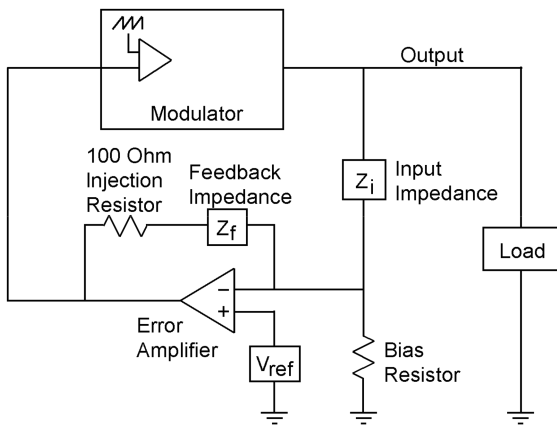 Output
Modulator
100 Ohm
Injection
Resistor
Feedback
Impedance
Zi
Input
Impedance
Zf
Load
−
+
Error
Amplifier
Vref
Bias
Resistor